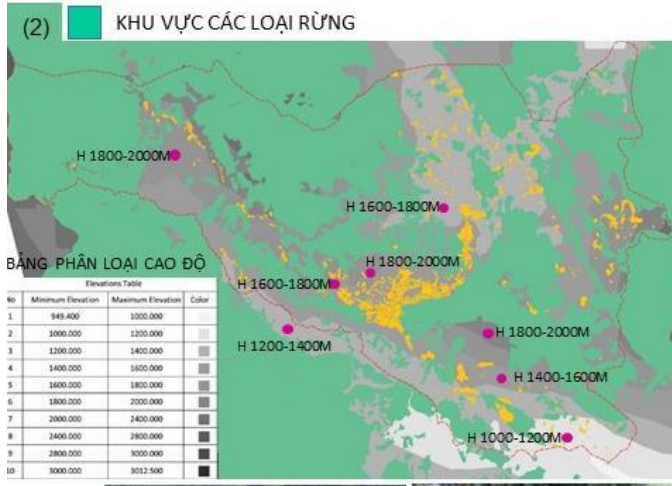 (2) KHU VỰC CÁC LOẠI RỪNG
H 1800-2000M
H 1600-1800M
H 1800-2000M
H 1600-1800M
H 1200-1400M
H 1800-2000M
H 1400-1600M
H 1000-1200M
BẢNG PHÂN LOẠI CAO ĐỘ
Elevations Table
No Minimum Elevation Maximum Elevation Color
1 949.400 1000.000
2 1000.000 1200.000
3 1200.000 1400.000
4 1400.000 1600.000
5 1600.000 1800.000
6 1800.000 2000.000
7 2000.000 2400.000
8 2400.000 2800.000
9 2800.000 3000.000
10 3000.000 3012.500